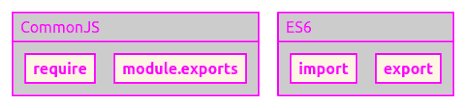 CommonJS
require
module.exports
ES6
import
export